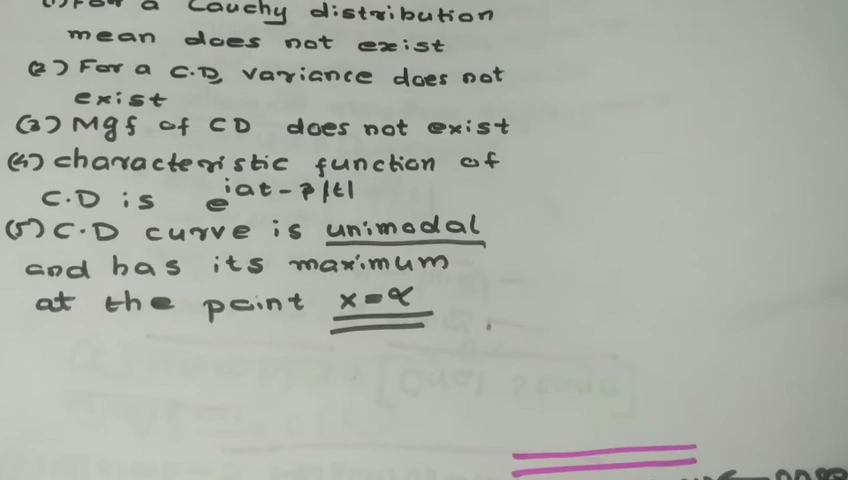 (1) For a Cauchy distribution
mean does not exist
(2) For a C.D, variance does not
exist
(3) Mgf of CD does not exist
(4) characteristic function of
C.D is e^iat-?|t|
(5) C.D curve is unimodal
and has its maximum
at the point x=α